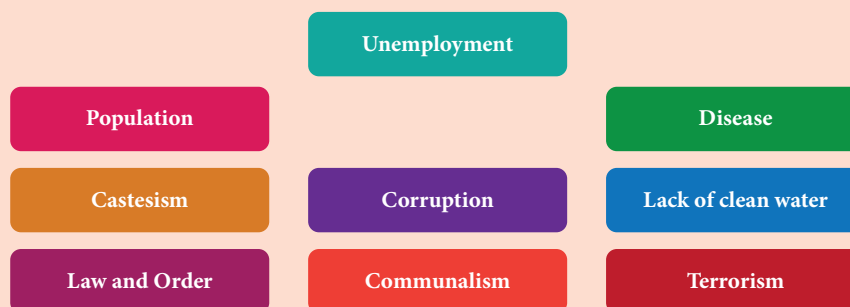 Unemployment
Population
Disease
Castesism
Corruption
Lack of clean water
Law and Order
Communalism
Terrorism